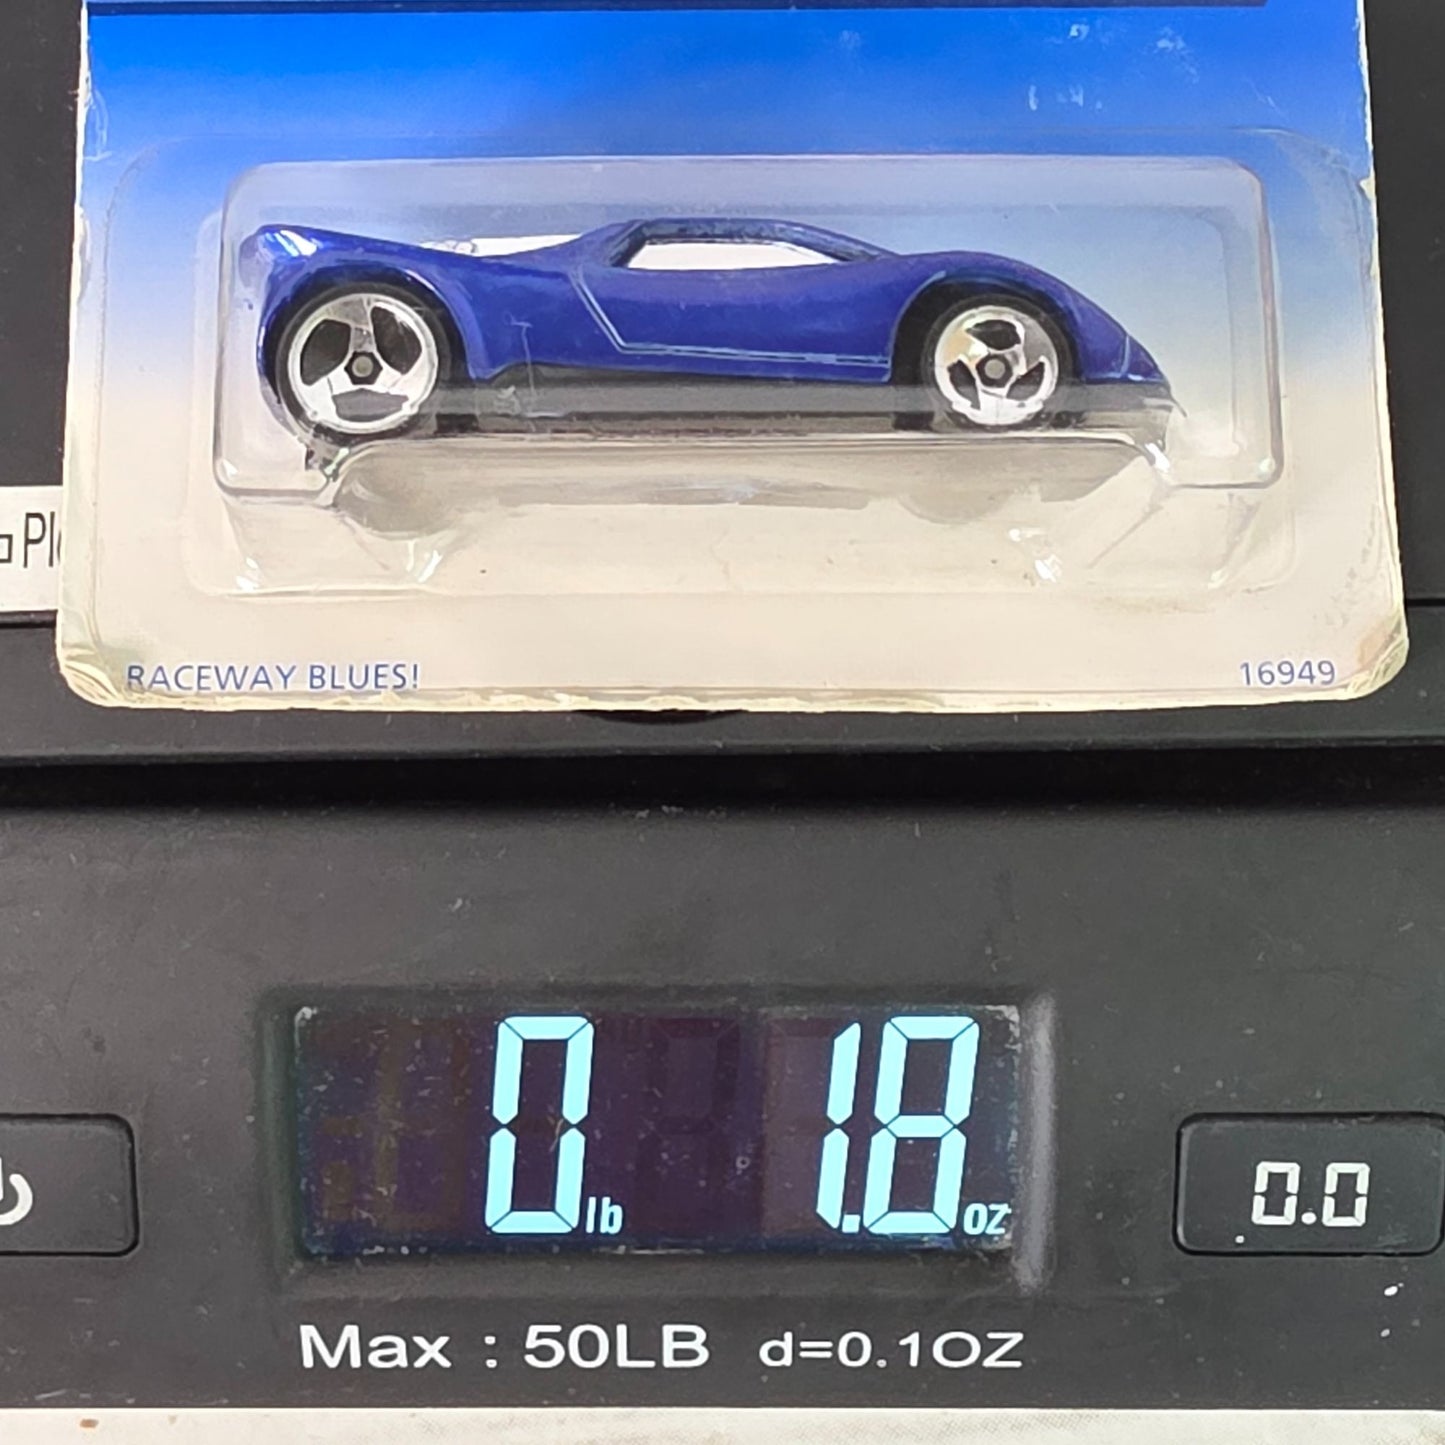 RACEWAY BLUES!
16949
0 lb 1.8 oz
0.0
Max : 50LB d=0.1OZ